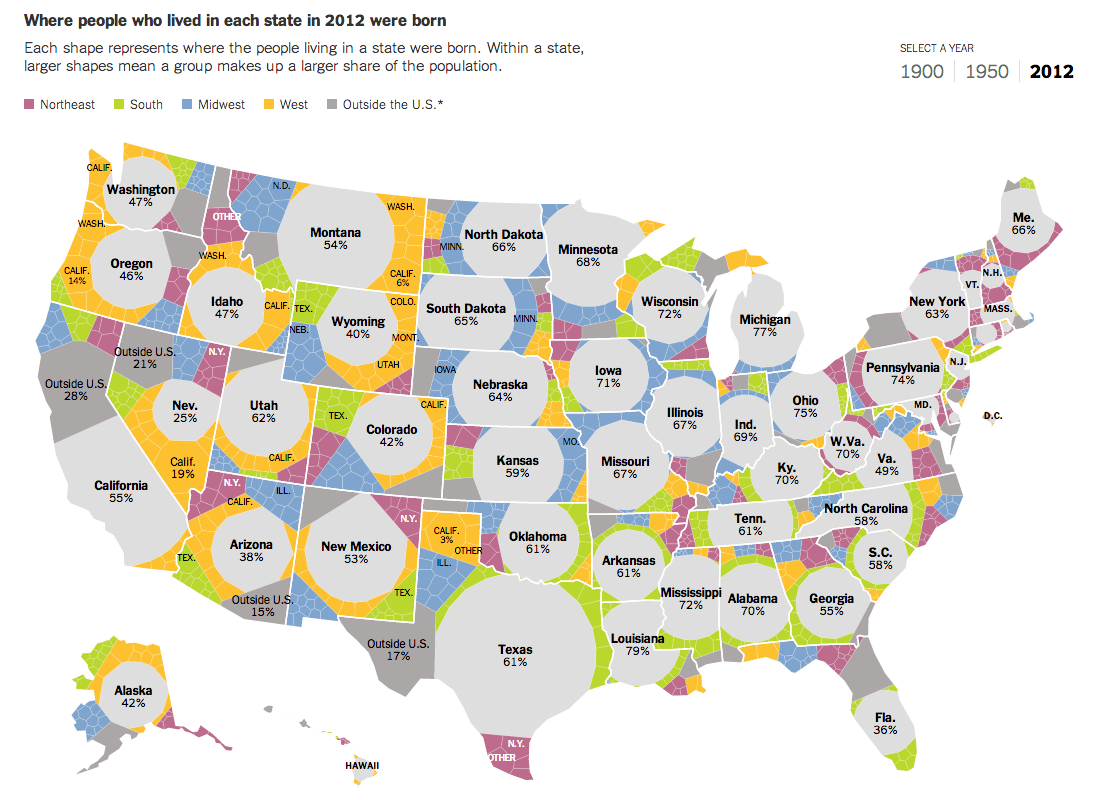 Where people who lived in each state in 2012 were born
Each shape represents where the people living in a state were born. Within a state,
larger shapes mean a group makes up a larger share of the population.
SELECT A YEAR
1900 1950 2012
Northeast South Midwest West Outside the U.S.*
CALIF.
Washington
47%
WASH.
Oregon
46%
CALIF.
14%
OTHER
N.D.
Montana
54%
WASH.
CALIF.
6%
WASH.
Idaho
47%
CALIF.
TEX.
NEB.
Wyoming
40%
COLO.
MONT.
UTAH
North Dakota
66%
MINN.
South Dakota
65%
MINN.
Minnesota
68%
Wisconsin
72%
Michigan
77%
Me.
66%
N.H.
VT.
MASS.
New York
63%
Pennsylvania
74%
N.J.
MD.
D.C.
Outside U.S.
28%
California
55%
Outside U.S.
21%
N.Y.
Nev.
25%
Calif.
19%
Utah
62%
CALIF.
TEX.
CALIF.
Colorado
42%
IOWA
Nebraska
64%
Iowa
71%
Kansas
59%
MO.
Missouri
67%
Illinois
67%
Ind.
69%
Ohio
75%
W.Va.
70%
Va.
49%
Ky.
70%
Tenn.
61%
North Carolina
58%
S.C.
58%
N.Y.
CALIF.
ILL.
Arizona
38%
TEX.
Outside U.S.
15%
N.Y.
New Mexico
53%
TEX.
CALIF.
3%
OTHER
ILL.
Oklahoma
61%
Texas
61%
Outside U.S.
17%
N.Y.
OTHER
Arkansas
61%
Louisiana
79%
Mississippi
72%
Alabama
70%
Georgia
55%
Fla.
36%
Alaska
42%
HAWAII